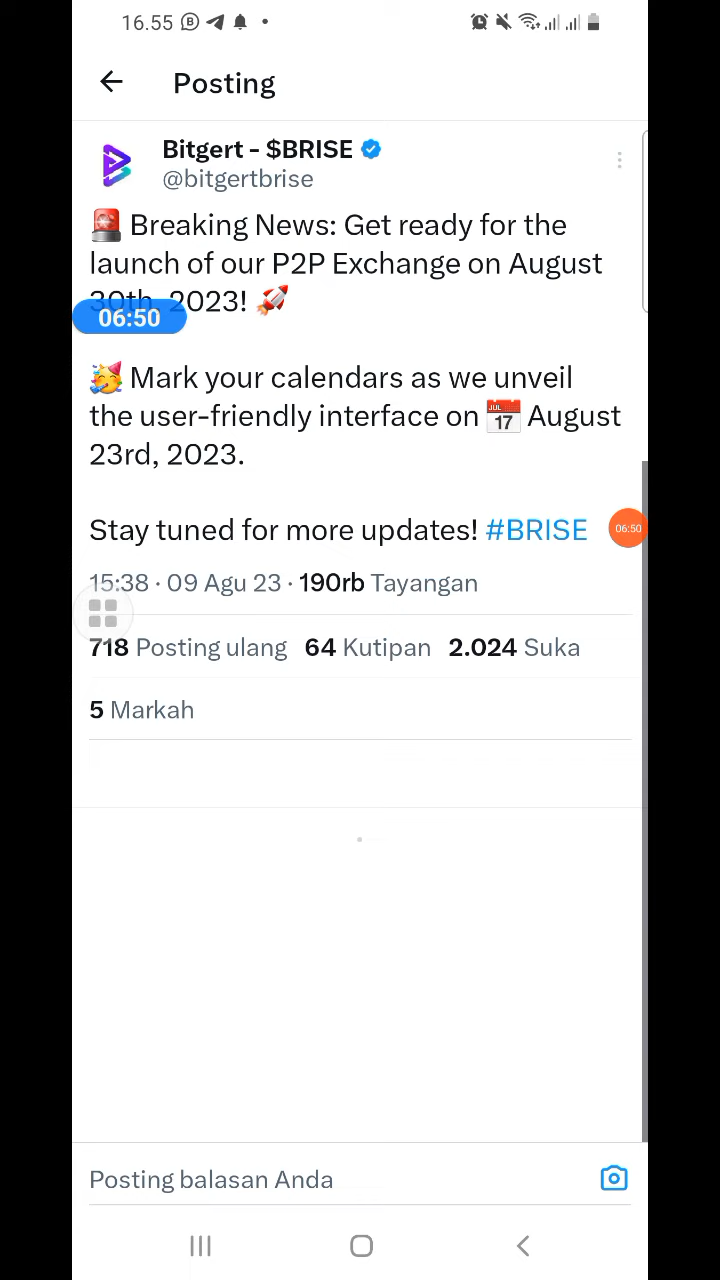 16.55
Posting
Bitgert - $BRISE
@bitgertbrise
🚨 Breaking News: Get ready for the
launch of our P2P Exchange on August
30th, 2023! 🚀
06:50
🥳 Mark your calendars as we unveil
the user-friendly interface on 📅 August
23rd, 2023.
Stay tuned for more updates! #BRISE
06:50
15:38 · 09 Agu 23 · 190rb Tayangan
718 Posting ulang 64 Kutipan 2.024 Suka
5 Markah
Posting balasan Anda